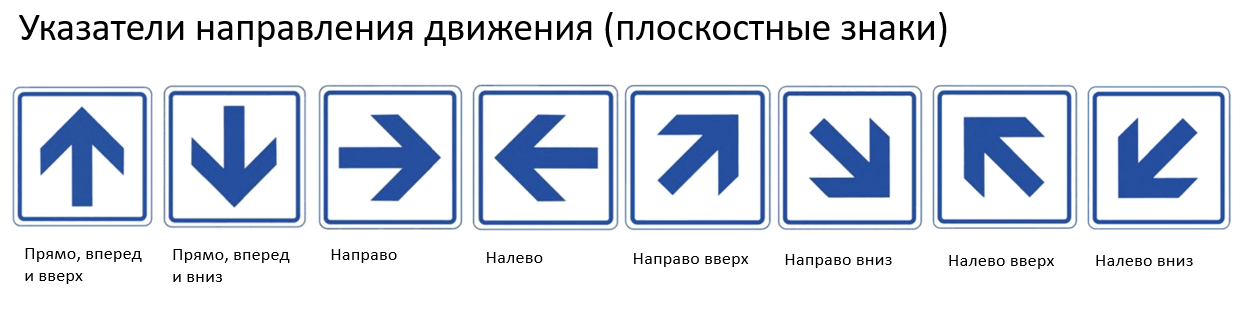 Указатели направления движения (плоскостные знаки)
Прямо, вперед
и вверх
Прямо, вперед
и вниз
Направо
Налево
Направо вверх
Направо вниз
Налево вверх
Налево вниз